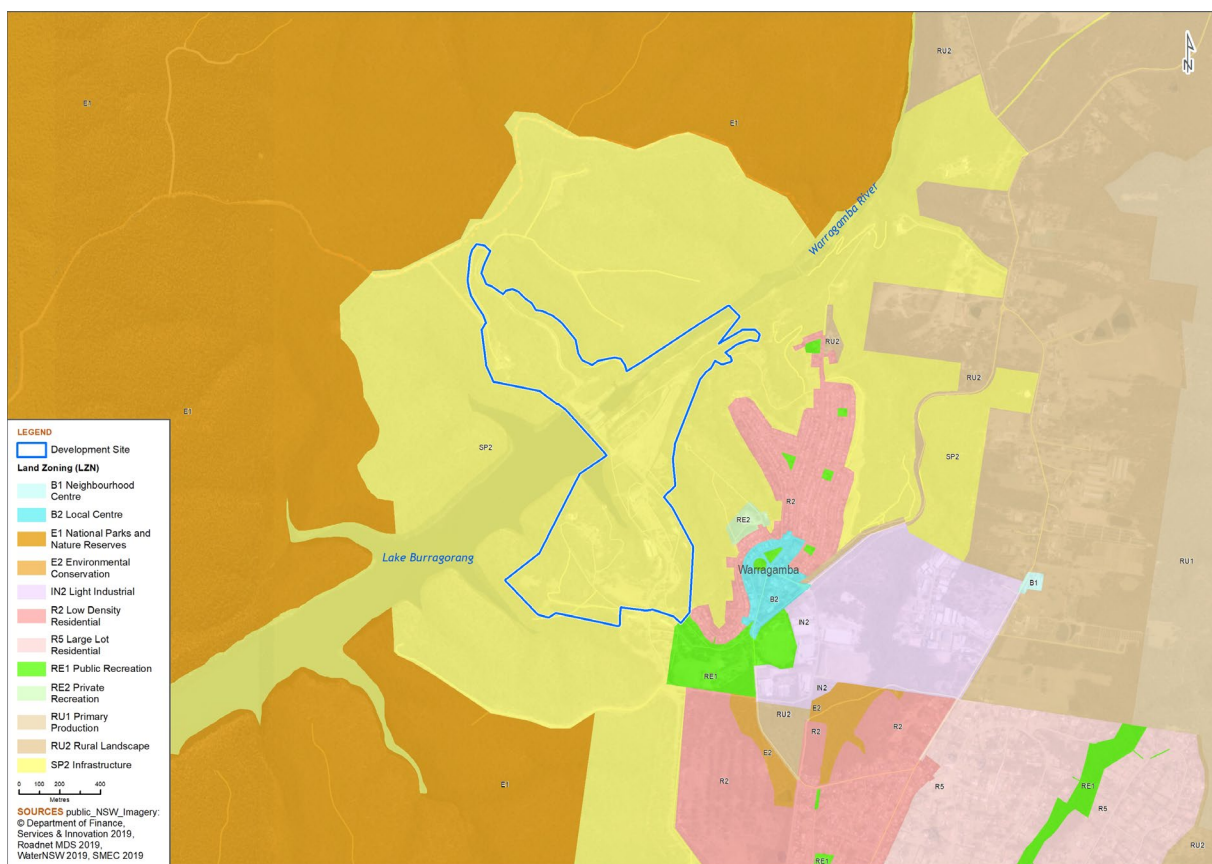 N
RU2
E1
E1
Warragamba River
RU2
RU2
E1
SP2
SP2
R2
RE2
RU1
Lake Burragorang
Warragamba
B2
B1
IN2
RE1
IN2
RU2
E2
R2
R2
E2
E1
R2
R5
RE1
R5
RU2
RE1
LEGEND
Development Site
Land Zoning (LZN)
B1 Neighbourhood
Centre
B2 Local Centre
E1 National Parks and
Nature Reserves
E2 Environmental
Conservation
IN2 Light Industrial
R2 Low Density
Residential
R5 Large Lot
Residential
RE1 Public Recreation
RE2 Private
Recreation
RU1 Primary
Production
RU2 Rural Landscape
SP2 Infrastructure
0 100 200 400
Metres
SOURCES public_NSW_Imagery:
© Department of Finance,
Services & Innovation 2019,
Roadnet MDS 2019,
WaterNSW 2019, SMEC 2019